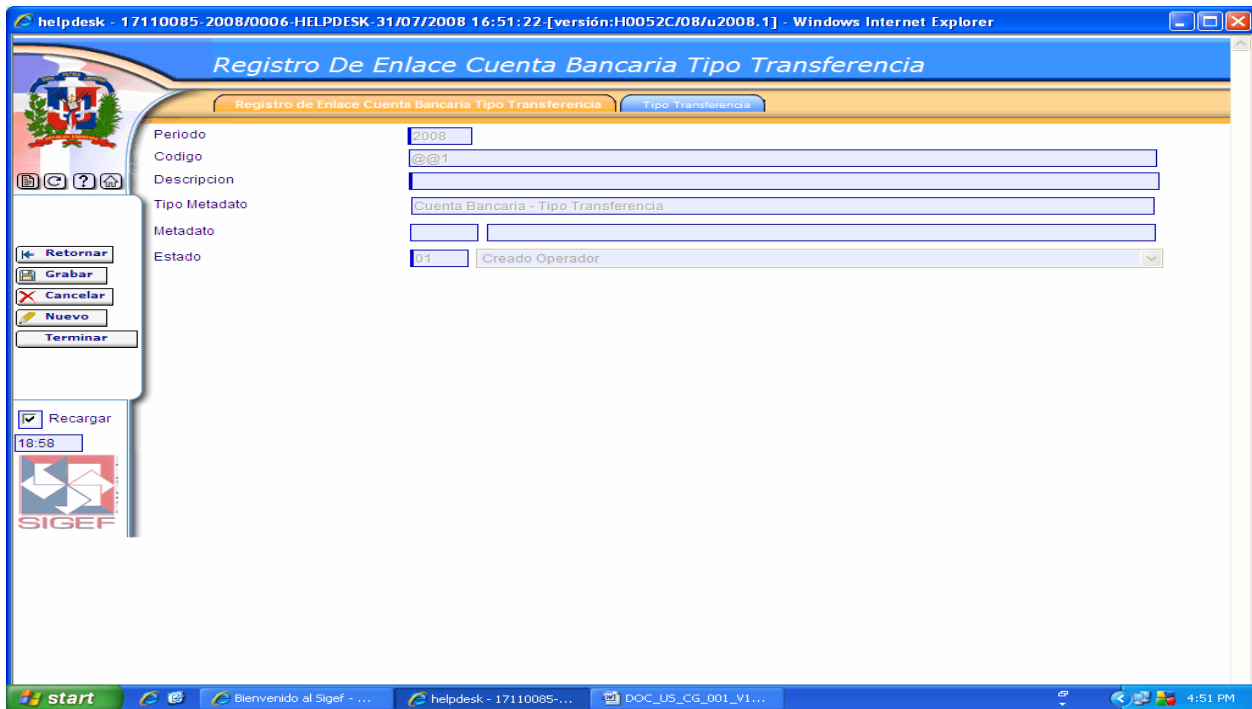 helpdesk - 17110085-2008/0006-HELPDESK-31/07/2008 16:51:22-[versión:H0052C/08/u2008.1] - Windows Internet Explorer
Registro De Enlace Cuenta Bancaria Tipo Transferencia
Registro de Enlace Cuenta Bancaria Tipo Transferencia Tipo Transferencia
Periodo 2008
Codigo @@1
Descripcion
Tipo Metadato Cuenta Bancaria - Tipo Transferencia
Metadato
Estado 01 Creado Operador
Retornar
Grabar
Cancelar
Nuevo
Terminar
Recargar
18:58
SIGEF
start Bienvenido al Sigef - ... helpdesk - 17110085-... DOC_US_CG_001_V1... 4:51 PM